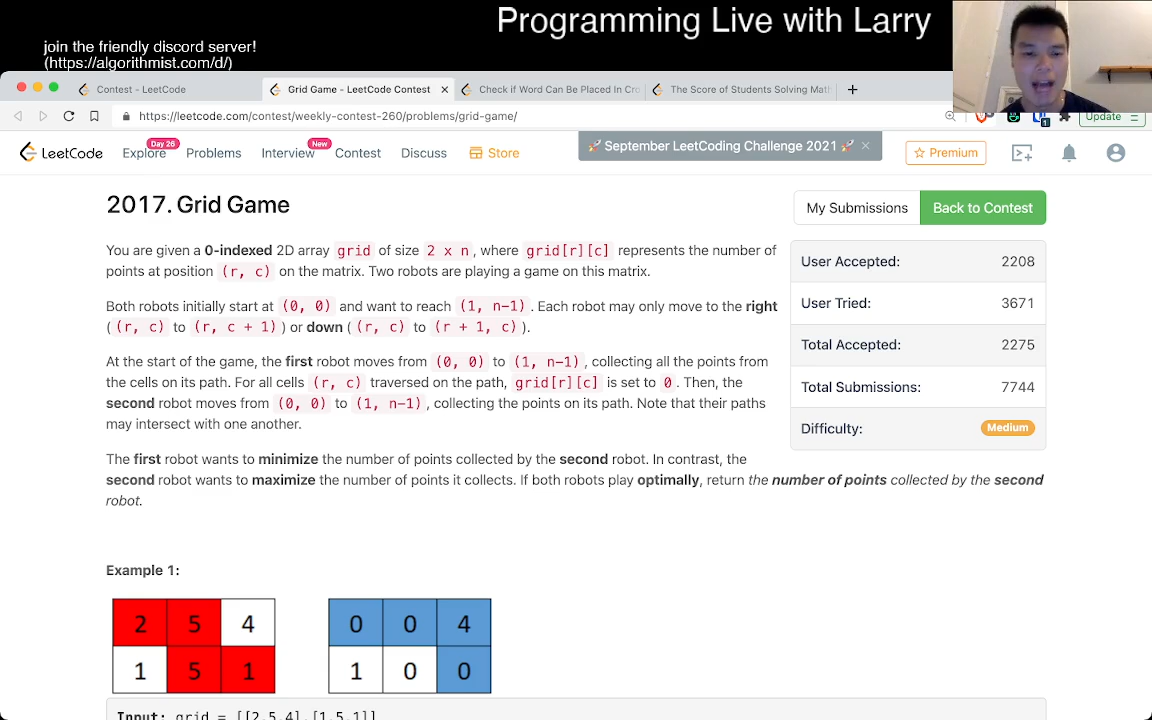 Programming Live with Larry
join the friendly discord server!
(https://algorithmist.com/d/)
Contest - LeetCode
Grid Game - LeetCode Contest
Check if Word Can Be Placed In Cro
The Score of Students Solving Mat
https://leetcode.com/contest/weekly-contest-260/problems/grid-game/
Update
LeetCode
Explore
Day 26
Problems
Interview
New
Contest
Discuss
Store
September LeetCoding Challenge 2021
Premium
2017. Grid Game
My Submissions
Back to Contest
You are given a 0-indexed 2D array grid of size 2 x n, where grid[r][c] represents the number of
points at position (r, c) on the matrix. Two robots are playing a game on this matrix.
Both robots initially start at (0, 0) and want to reach (1, n-1). Each robot may only move to the right
((r, c) to (r, c + 1)) or down ((r, c) to (r + 1, c)).
At the start of the game, the first robot moves from (0, 0) to (1, n-1), collecting all the points from
the cells on its path. For all cells (r, c) traversed on the path, grid[r][c] is set to 0. Then, the
second robot moves from (0, 0) to (1, n-1), collecting the points on its path. Note that their paths
may intersect with one another.
The first robot wants to minimize the number of points collected by the second robot. In contrast, the
second robot wants to maximize the number of points it collects. If both robots play optimally, return the number of points collected by the second
robot.
User Accepted: 2208
User Tried: 3671
Total Accepted: 2275
Total Submissions: 7744
Difficulty: Medium
Example 1:
2 5 4 0 0 4
1 5 1 1 0 0
Input: grid = [[2,5,4],[1,5,1]]